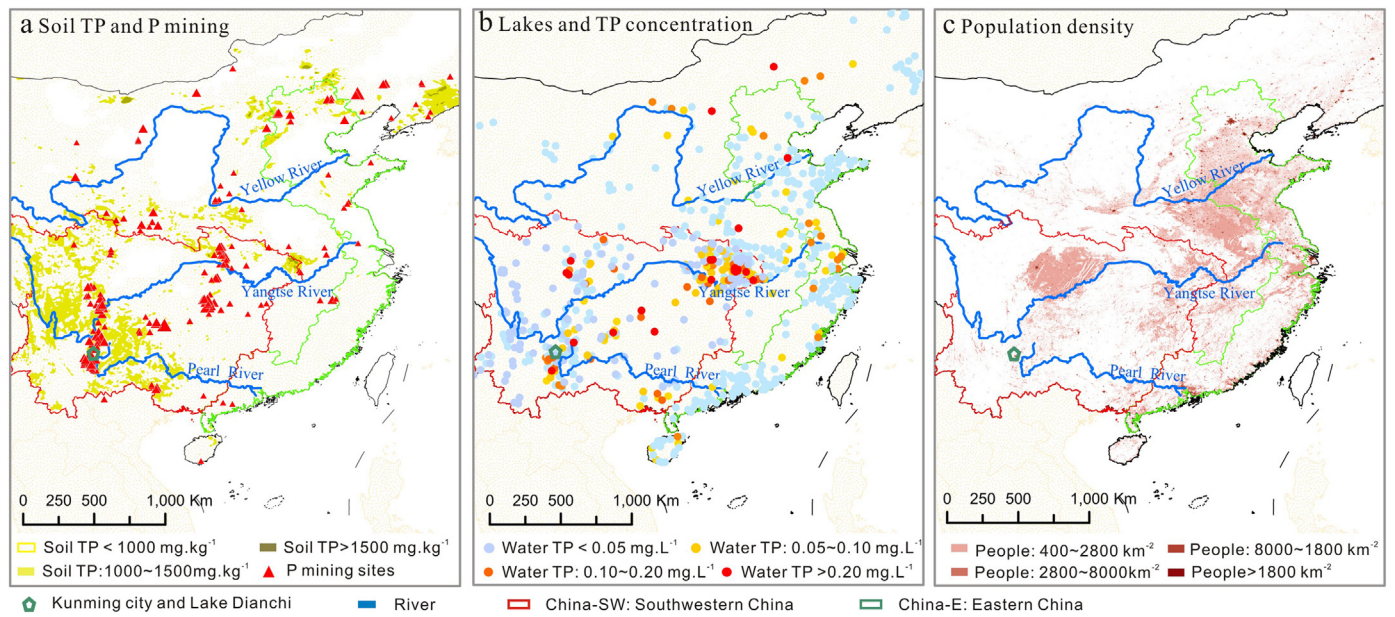 a Soil TP and P mining
Yellow River
Yangtse River
Pearl River
0 500 1,000 Km
Soil TP < 1000 mg.kg⁻¹
Soil TP>1500 mg.kg⁻¹
Soil TP:1000~1500mg.kg⁻¹
P mining sites
b Lakes and TP concentration
Yellow River
Yangtse River
Pearl River
0 500 1,000 Km
Water TP < 0.05 mg.L⁻¹
Water TP: 0.05~0.10 mg.L⁻¹
Water TP: 0.10~0.20 mg.L⁻¹
Water TP >0.20 mg.L⁻¹
c Population density
Yellow River
Yangtse River
Pearl River
0 500 1,000 Km
People: 400~2800 km⁻²
People: 8000~1800 km⁻²
People: 2800~8000km⁻²
People>1800 km⁻²
Kunming city and Lake Dianchi
River
China-SW: Southwestern China
China-E: Eastern China